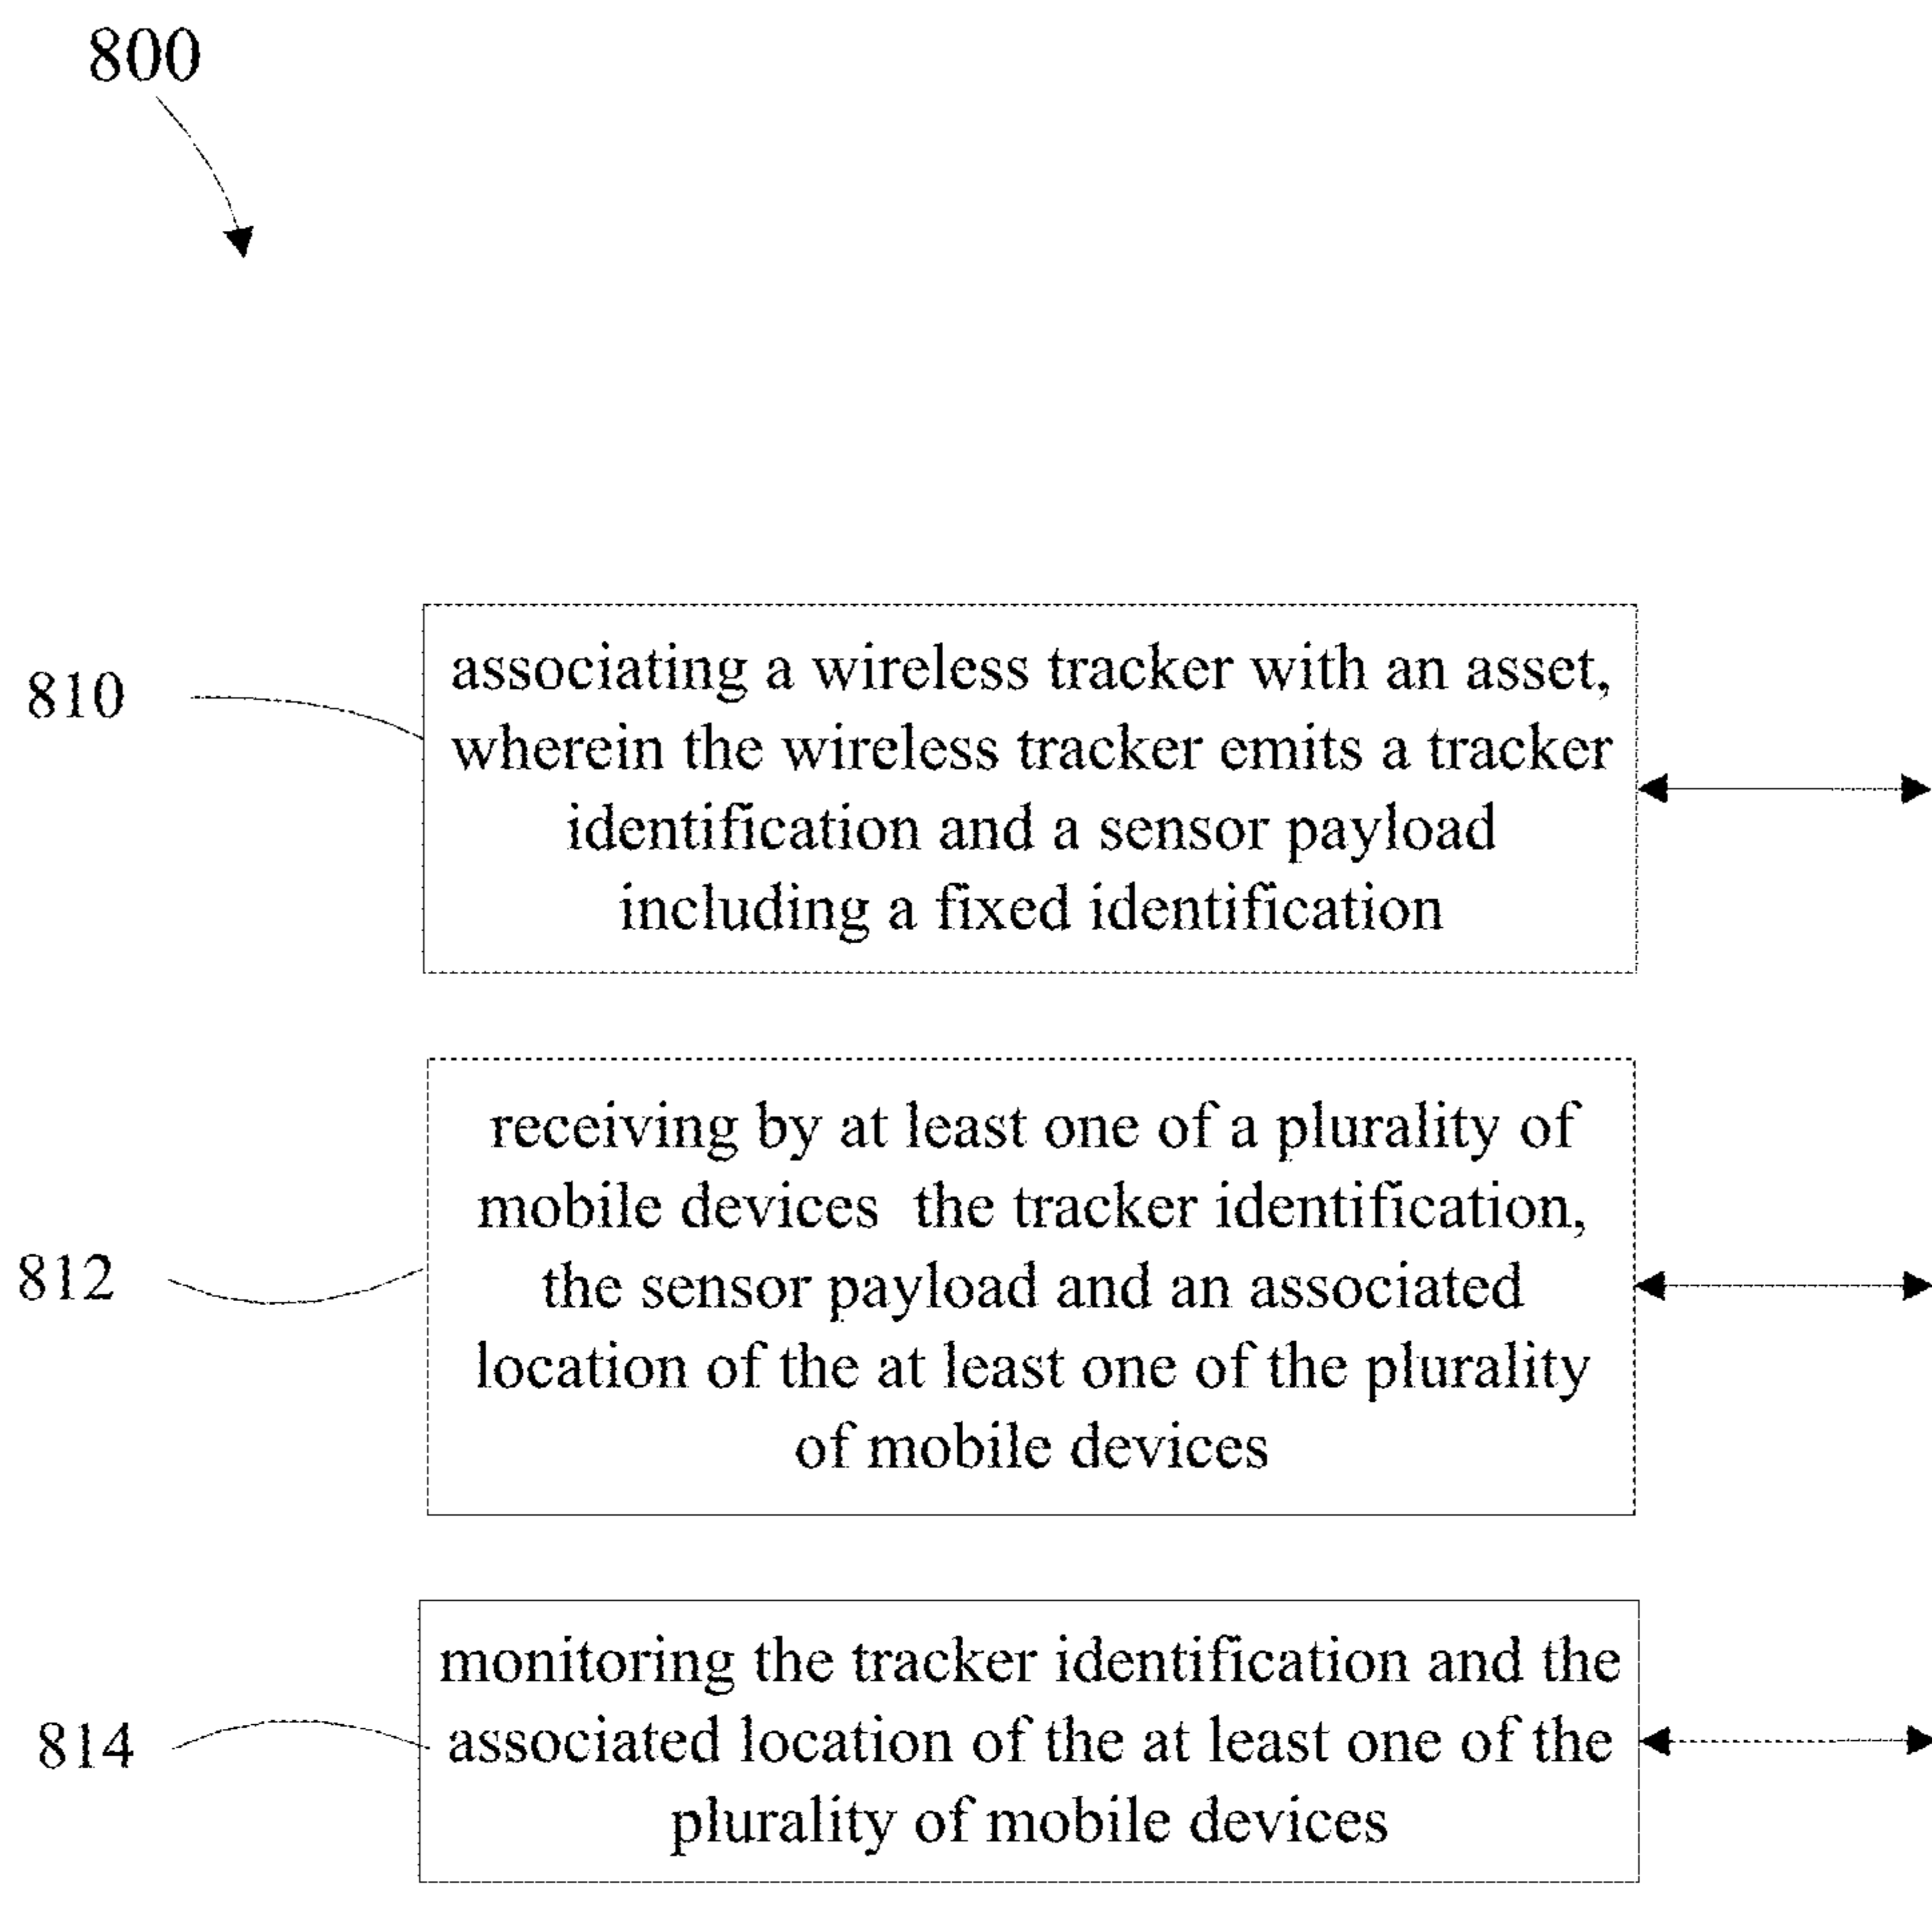 800
810
associating a wireless tracker with an asset,
wherein the wireless tracker emits a tracker
identification and a sensor payload
including a fixed identification
812
receiving by at least one of a plurality of
mobile devices the tracker identification,
the sensor payload and an associated
location of the at least one of the plurality
of mobile devices
814
monitoring the tracker identification and the
associated location of the at least one of the
plurality of mobile devices